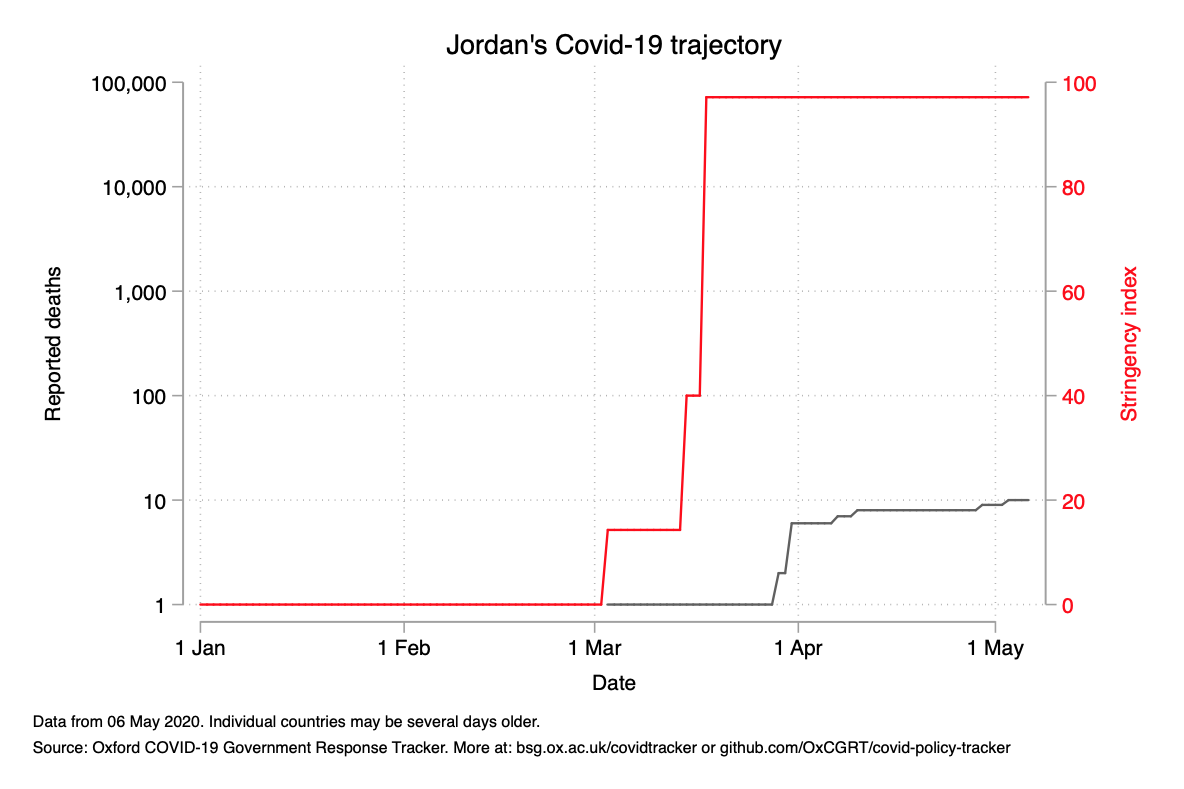 Jordan's Covid-19 trajectory
100,000
10,000
1,000
100
10
1
Reported deaths
100
80
60
40
20
0
Stringency index
1 Jan
1 Feb
1 Mar
1 Apr
1 May
Date
Data from 06 May 2020. Individual countries may be several days older.
Source: Oxford COVID-19 Government Response Tracker. More at: bsg.ox.ac.uk/covidtracker or github.com/OxCGRT/covid-policy-tracker